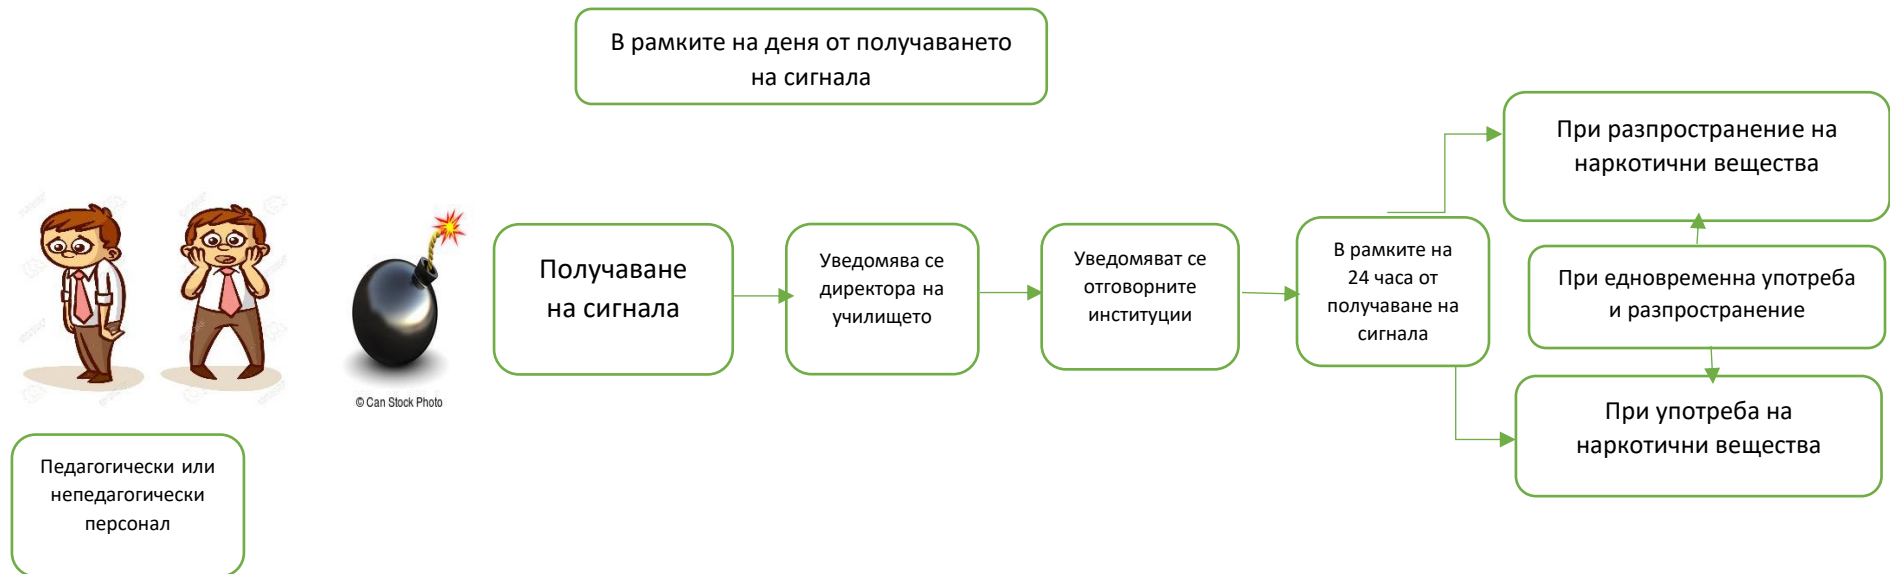 В рамките на деня от получаването
на сигнала
При разпространение на
наркотични вещества
Получаване
на сигнала
Уведомява се
директора на
училището
Уведомяват се
отговорните
институции
В рамките на
24 часа от
получаване на
сигнала
При едновременна употреба
и разпространение
При употреба на
наркотични вещества
© Can Stock Photo
Педагогически или
непедагогически
персонал